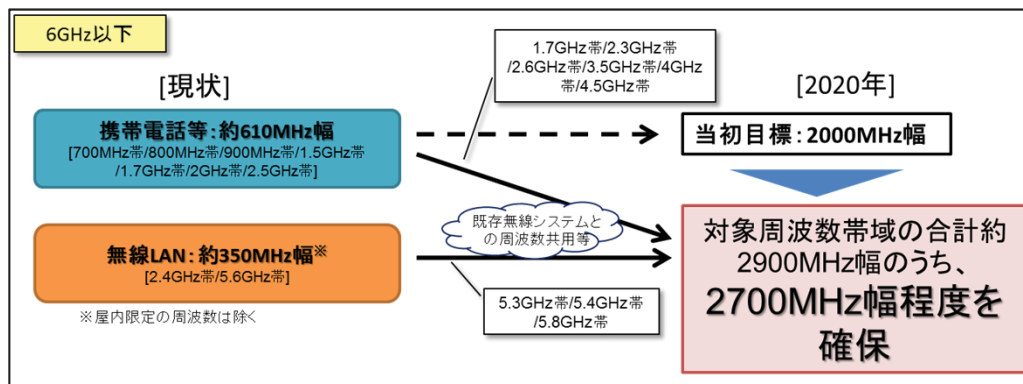 6GHz以下
1.7GHz帯/2.3GHz帯
/2.6GHz帯/3.5GHz帯/4GHz
帯/4.5GHz帯
[現状]
[2020年]
携帯電話等：約610MHz幅
[700MHz帯/800MHz帯/900MHz帯/1.5GHz帯
/1.7GHz帯/2GHz帯/2.5GHz帯]
当初目標：2000MHz幅
既存無線システムと
の周波数共用等
対象周波数帯域の合計約
2900MHz幅のうち、
2700MHz幅程度を
確保
無線LAN：約350MHz幅※
[2.4GHz帯/5.6GHz帯]
5.3GHz帯/5.4GHz帯
/5.8GHz帯
※屋内限定の周波数は除く